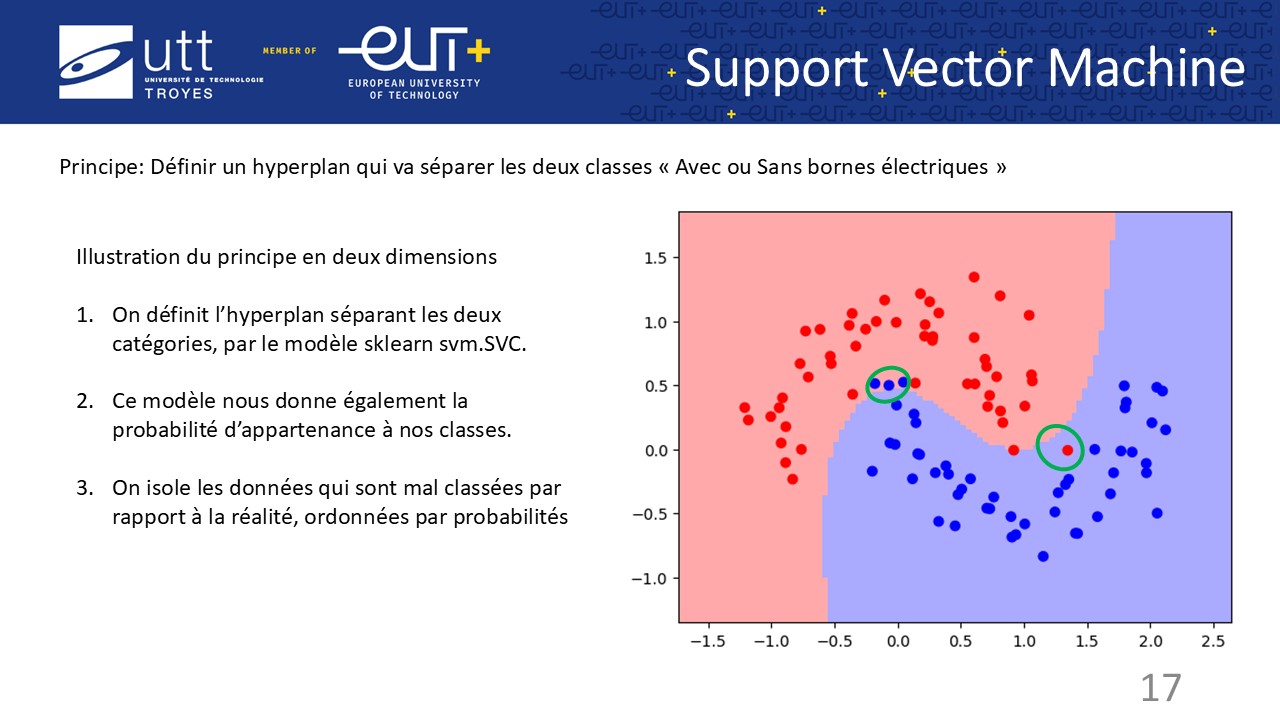 utt
UNIVERSITÉ DE TECHNOLOGIE
TROYES
MEMBER OF
EUT+
EUROPEAN UNIVERSITY
OF TECHNOLOGY
Support Vector Machine
Principe: Définir un hyperplan qui va séparer les deux classes « Avec ou Sans bornes électriques »
Illustration du principe en deux dimensions
1. On définit l’hyperplan séparant les deux
catégories, par le modèle sklearn svm.SVC.
2. Ce modèle nous donne également la
probabilité d’appartenance à nos classes.
3. On isole les données qui sont mal classées par
rapport à la réalité, ordonnées par probabilités
1.5
1.0
0.5
0.0
−0.5
−1.0
−1.5 −1.0 −0.5 0.0 0.5 1.0 1.5 2.0 2.5
17